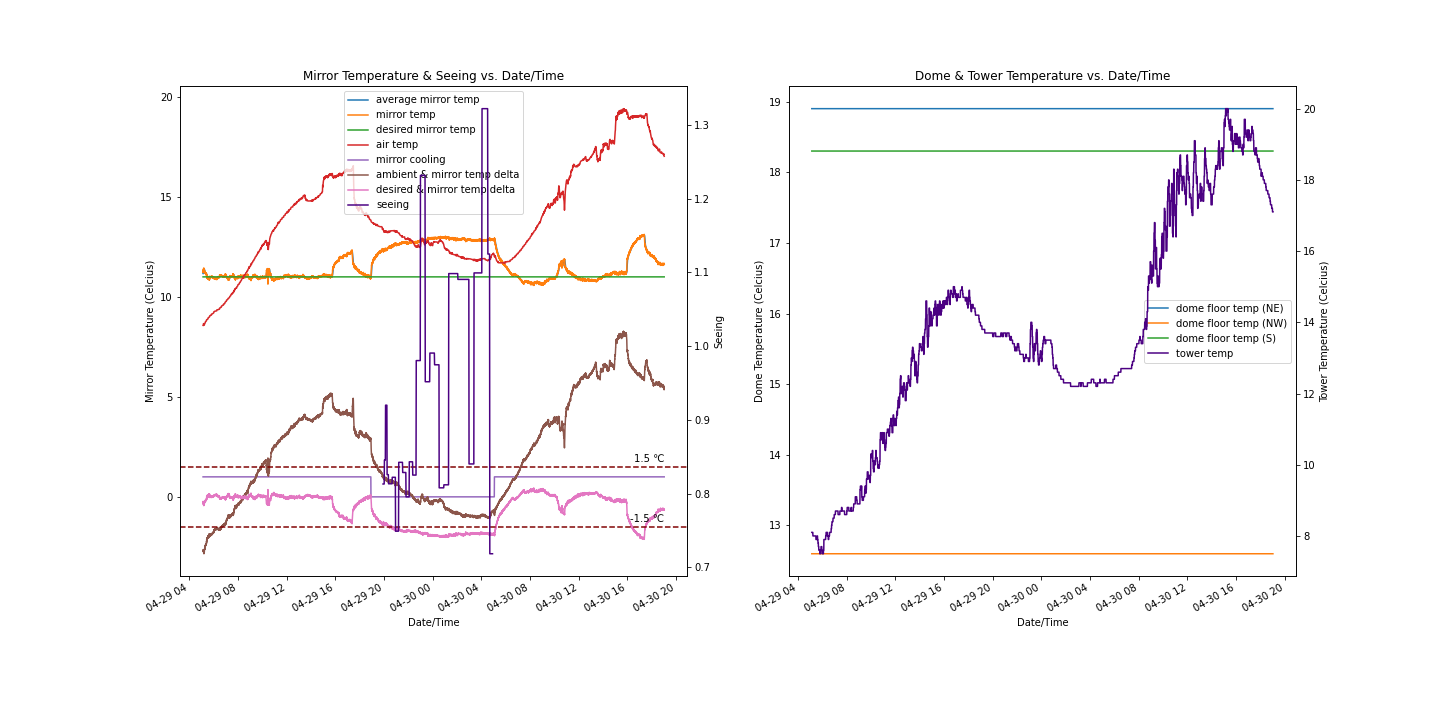 Mirror Temperature & Seeing vs. Date/Time
Mirror Temperature (Celcius)
20
15
10
5
0
average mirror temp
mirror temp
desired mirror temp
air temp
mirror cooling
ambient & mirror temp delta
desired & mirror temp delta
seeing
1.5 °C
-1.5 °C
1.3
1.2
1.1
1.0
0.9
0.8
0.7
Seeing
04-29 04
04-29 08
04-29 12
04-29 16
04-29 20
04-30 00
04-30 04
04-30 08
04-30 12
04-30 16
04-30 20
Date/Time
Dome & Tower Temperature vs. Date/Time
Dome Temperature (Celcius)
19
18
17
16
15
14
13
dome floor temp (NE)
dome floor temp (NW)
dome floor temp (S)
tower temp
20
18
16
14
12
10
8
Tower Temperature (Celcius)
04-29 04
04-29 08
04-29 12
04-29 16
04-29 20
04-30 00
04-30 04
04-30 08
04-30 12
04-30 16
04-30 20
Date/Time